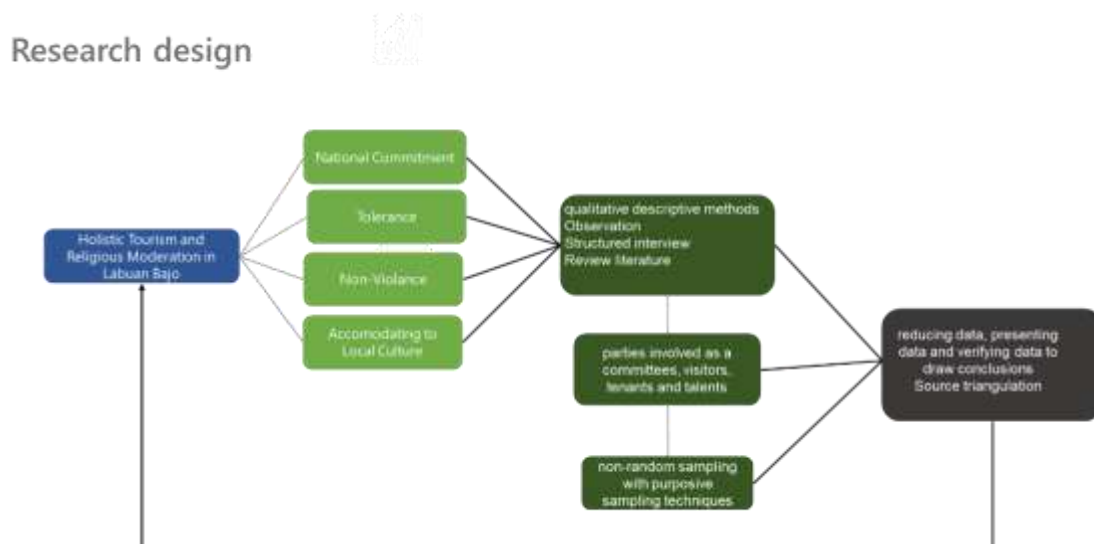 Research design
National Commitment
Tolerance
Holistic Tourism and
Religious Moderation in
Labuan Bajo
Non-Violance
Accomodating to
Local Culture
qualitative descriptive methods
Observation
Structured interview
Review literature
parties involved as a
committees, visitors,
tenants and talents
non-random sampling
with purposive
sampling techniques
reducing data, presenting
data and verifying data to
draw conclusions
Source triangulation